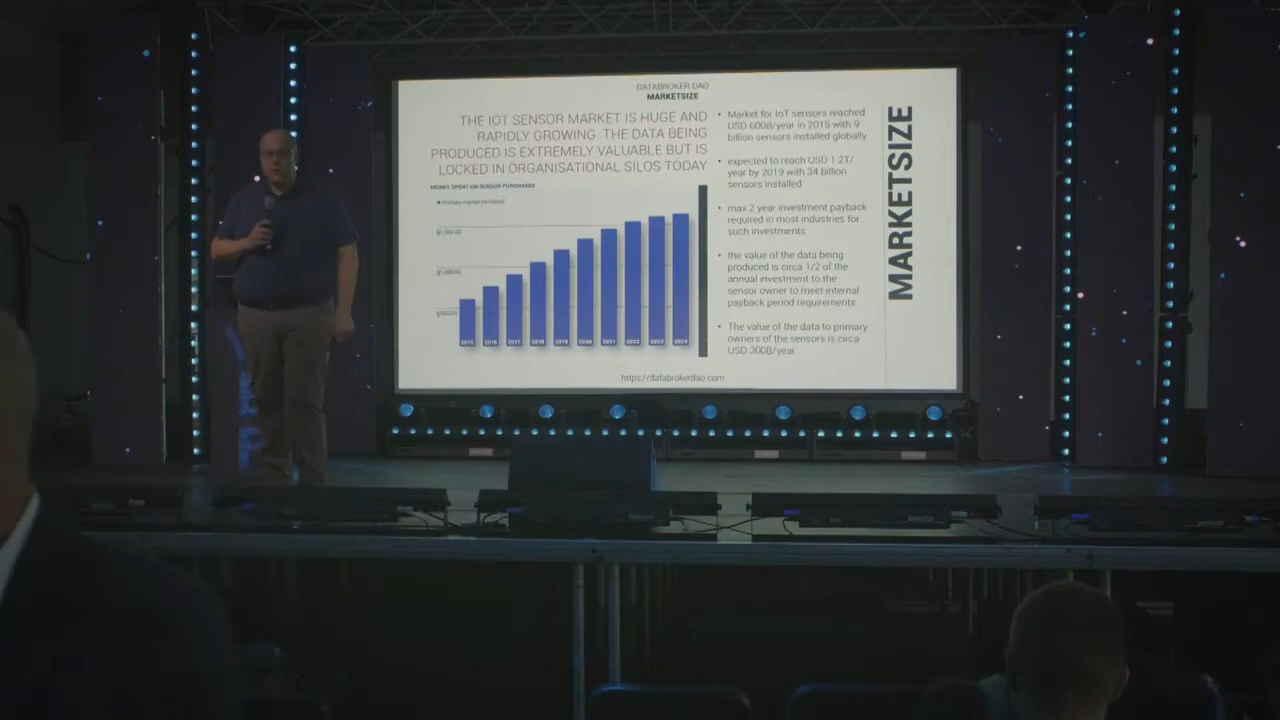 DATABROKER DAO
MARKETSIZE
THE IOT SENSOR MARKET IS HUGE AND
RAPIDLY GROWING. THE DATA BEING
PRODUCED IS EXTREMELY VALUABLE BUT IS
LOCKED IN ORGANISATIONAL SILOS TODAY
MONEY SPENT ON SENSOR PURCHASES
2015 2016 2017 2018 2019 2020 2021 2022 2023 2024
• Market for IoT sensors reached
USD 600B/year in 2015 with 9
billion sensors installed globally
• expected to reach USD 1.2T/
year by 2019 with 34 billion
sensors installed
• max 2 year investment payback
required in most industries for
such investments
• the value of the data being
produced is circa 1/2 of the
annual investment to the
sensor owner to meet internal
payback period requirements
• The value of the data to primary
owners of the sensors is circa
USD 300B/year
MARKETSIZE
https://databrokerdao.com